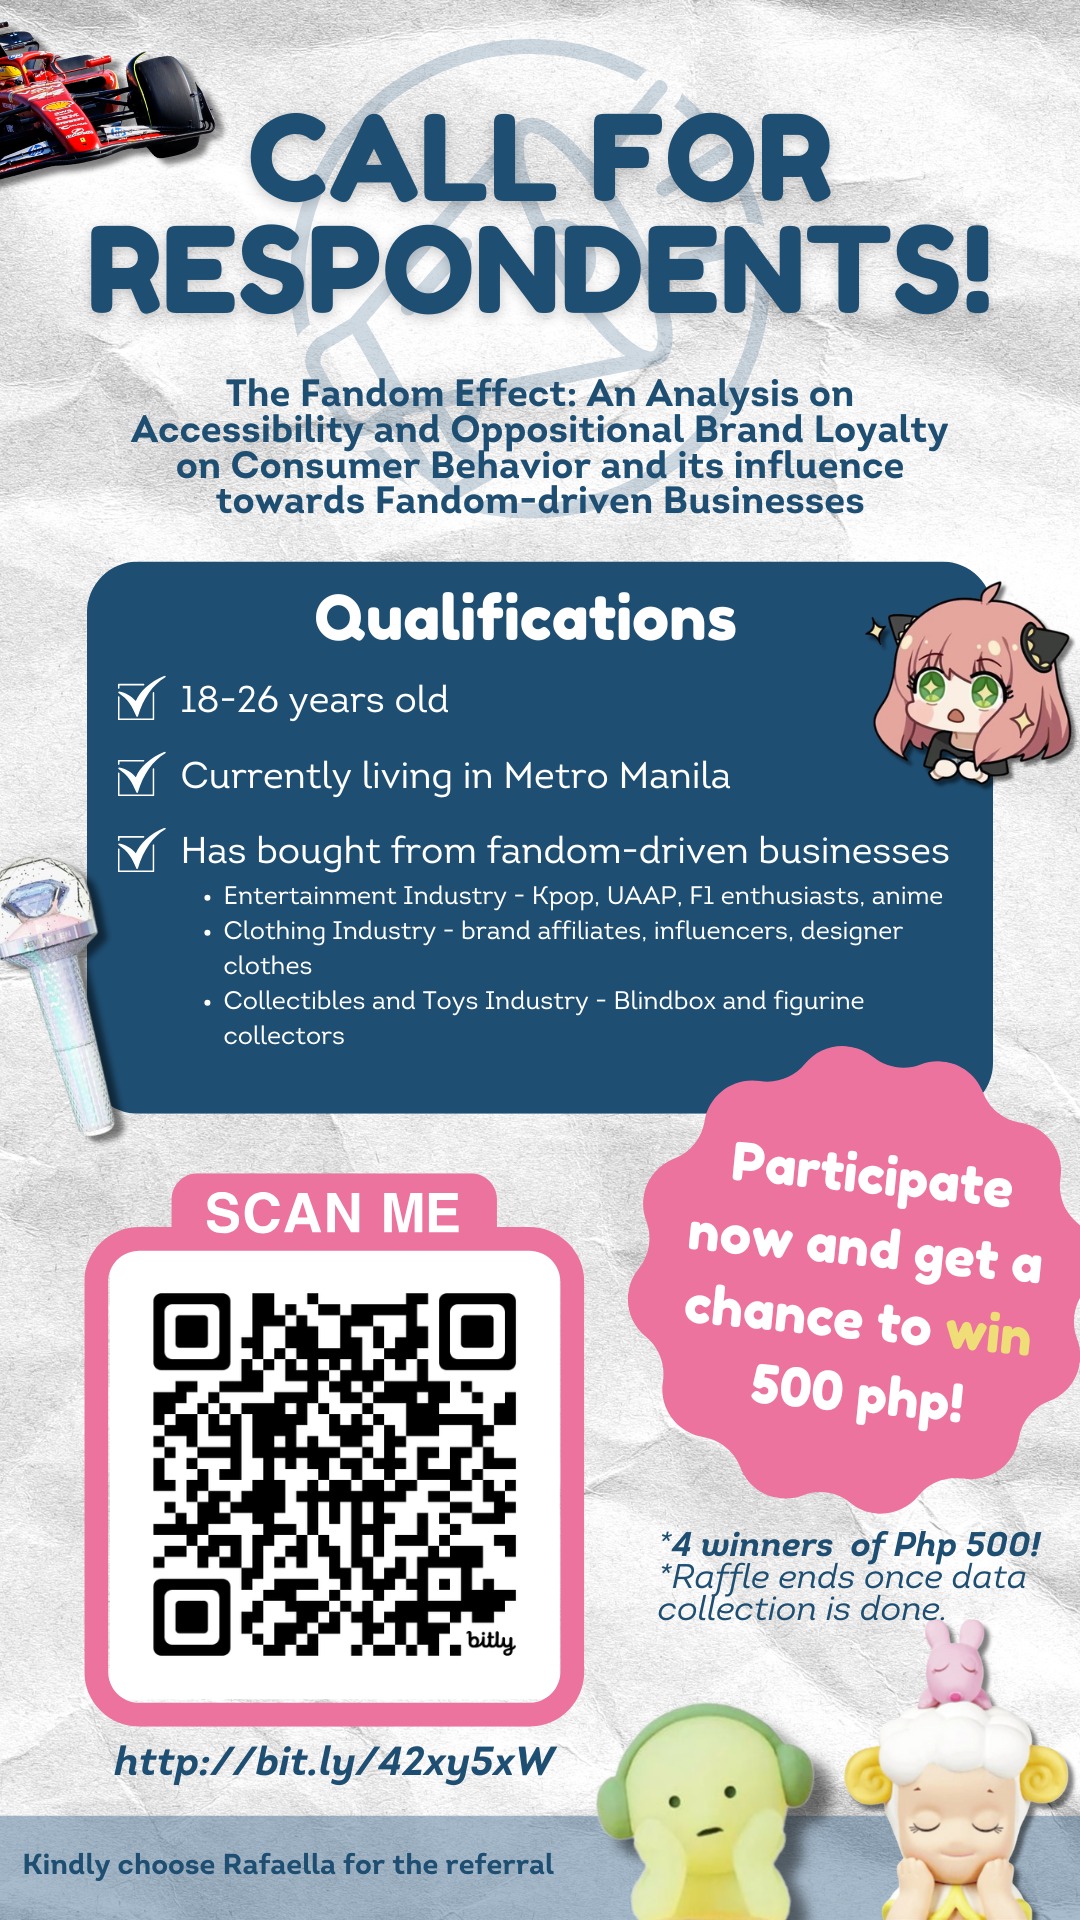 CALL FOR
RESPONDENTS!
The Fandom Effect: An Analysis on
Accessibility and Oppositional Brand Loyalty
on Consumer Behavior and its influence
towards Fandom-driven Businesses
Qualifications
18-26 years old
Currently living in Metro Manila
Has bought from fandom-driven businesses
• Entertainment Industry - Kpop, UAAP, F1 enthusiasts, anime
• Clothing Industry - brand affiliates, influencers, designer
clothes
• Collectibles and Toys Industry - Blindbox and figurine
collectors
Participate
now and get a
chance to win
500 php!
SCAN ME
bitly
*4 winners of Php 500!
*Raffle ends once data
collection is done.
http://bit.ly/42xy5xW
Kindly choose Rafaella for the referral